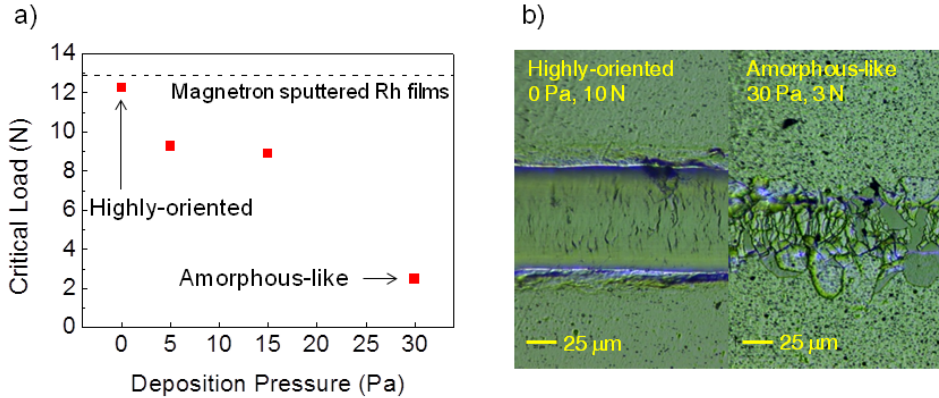 a)
14
12
10
8
6
4
2
0
Critical Load (N)
Magnetron sputtered Rh films
Highly-oriented
Amorphous-like
0 5 10 15 20 25 30
Deposition Pressure (Pa)
b)
Highly-oriented
0 Pa, 10 N
25 μm
Amorphous-like
30 Pa, 3 N
25 μm